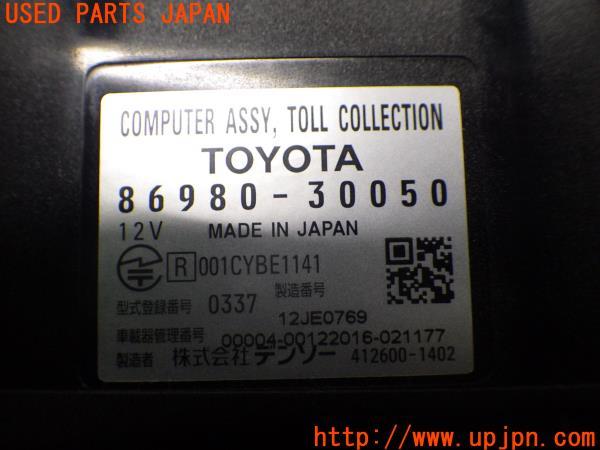 USED PARTS JAPAN
COMPUTER ASSY, TOLL COLLECTION
TOYOTA
86980-30050
12V MADE IN JAPAN
R 001CYBE1141
型式登録番号 0337 製造番号 12JE0769
車載器管理番号 00004-00122016-021177
製造者 株式会社デンソー 412600-1402
http://www.upjpn.com/